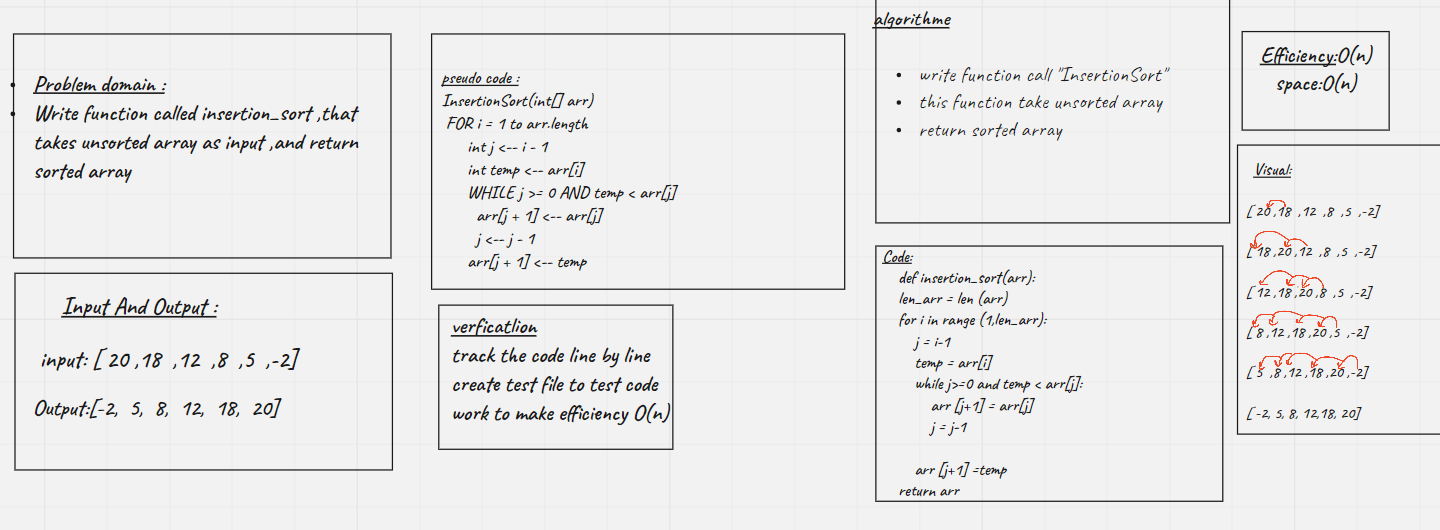 Problem domain :
Write function called insertion_sort ,that
takes unsorted array as input ,and return
sorted array
Input And Output :
input: [ 20 ,18 ,12 ,8 ,5 ,-2]
Output:[-2, 5, 8, 12, 18, 20]
pseudo code :
InsertionSort(int[] arr)
FOR i = 1 to arr.length
int j <-- i - 1
int temp <-- arr[i]
WHILE j >= 0 AND temp < arr[j]
arr[j + 1] <-- arr[j]
j <-- j - 1
arr[j + 1] <-- temp
verficatlion
track the code line by line
create test file to test code
work to make efficiency O(n)
algorithme
write function call "InsertionSort"
this function take unsorted array
return sorted array
Code:
def insertion_sort(arr):
len_arr = len (arr)
for i in range (1,len_arr):
j = i-1
temp = arr[i]
while j>=0 and temp < arr[j]:
arr [j+1] = arr[j]
j = j-1
arr [j+1] =temp
return arr
Efficiency:O(n)
space:O(n)
Visual:
[ 20 ,18 ,12 ,8 ,5 ,-2]
[ 18 ,20 ,12 ,8 ,5 ,-2]
[ 12 ,18 ,20 ,8 ,5 ,-2]
[ 8 ,12 ,18 ,20 ,5 ,-2]
[ 5 ,8 ,12 ,18 ,20 ,-2]
[ -2, 5, 8, 12,18, 20]